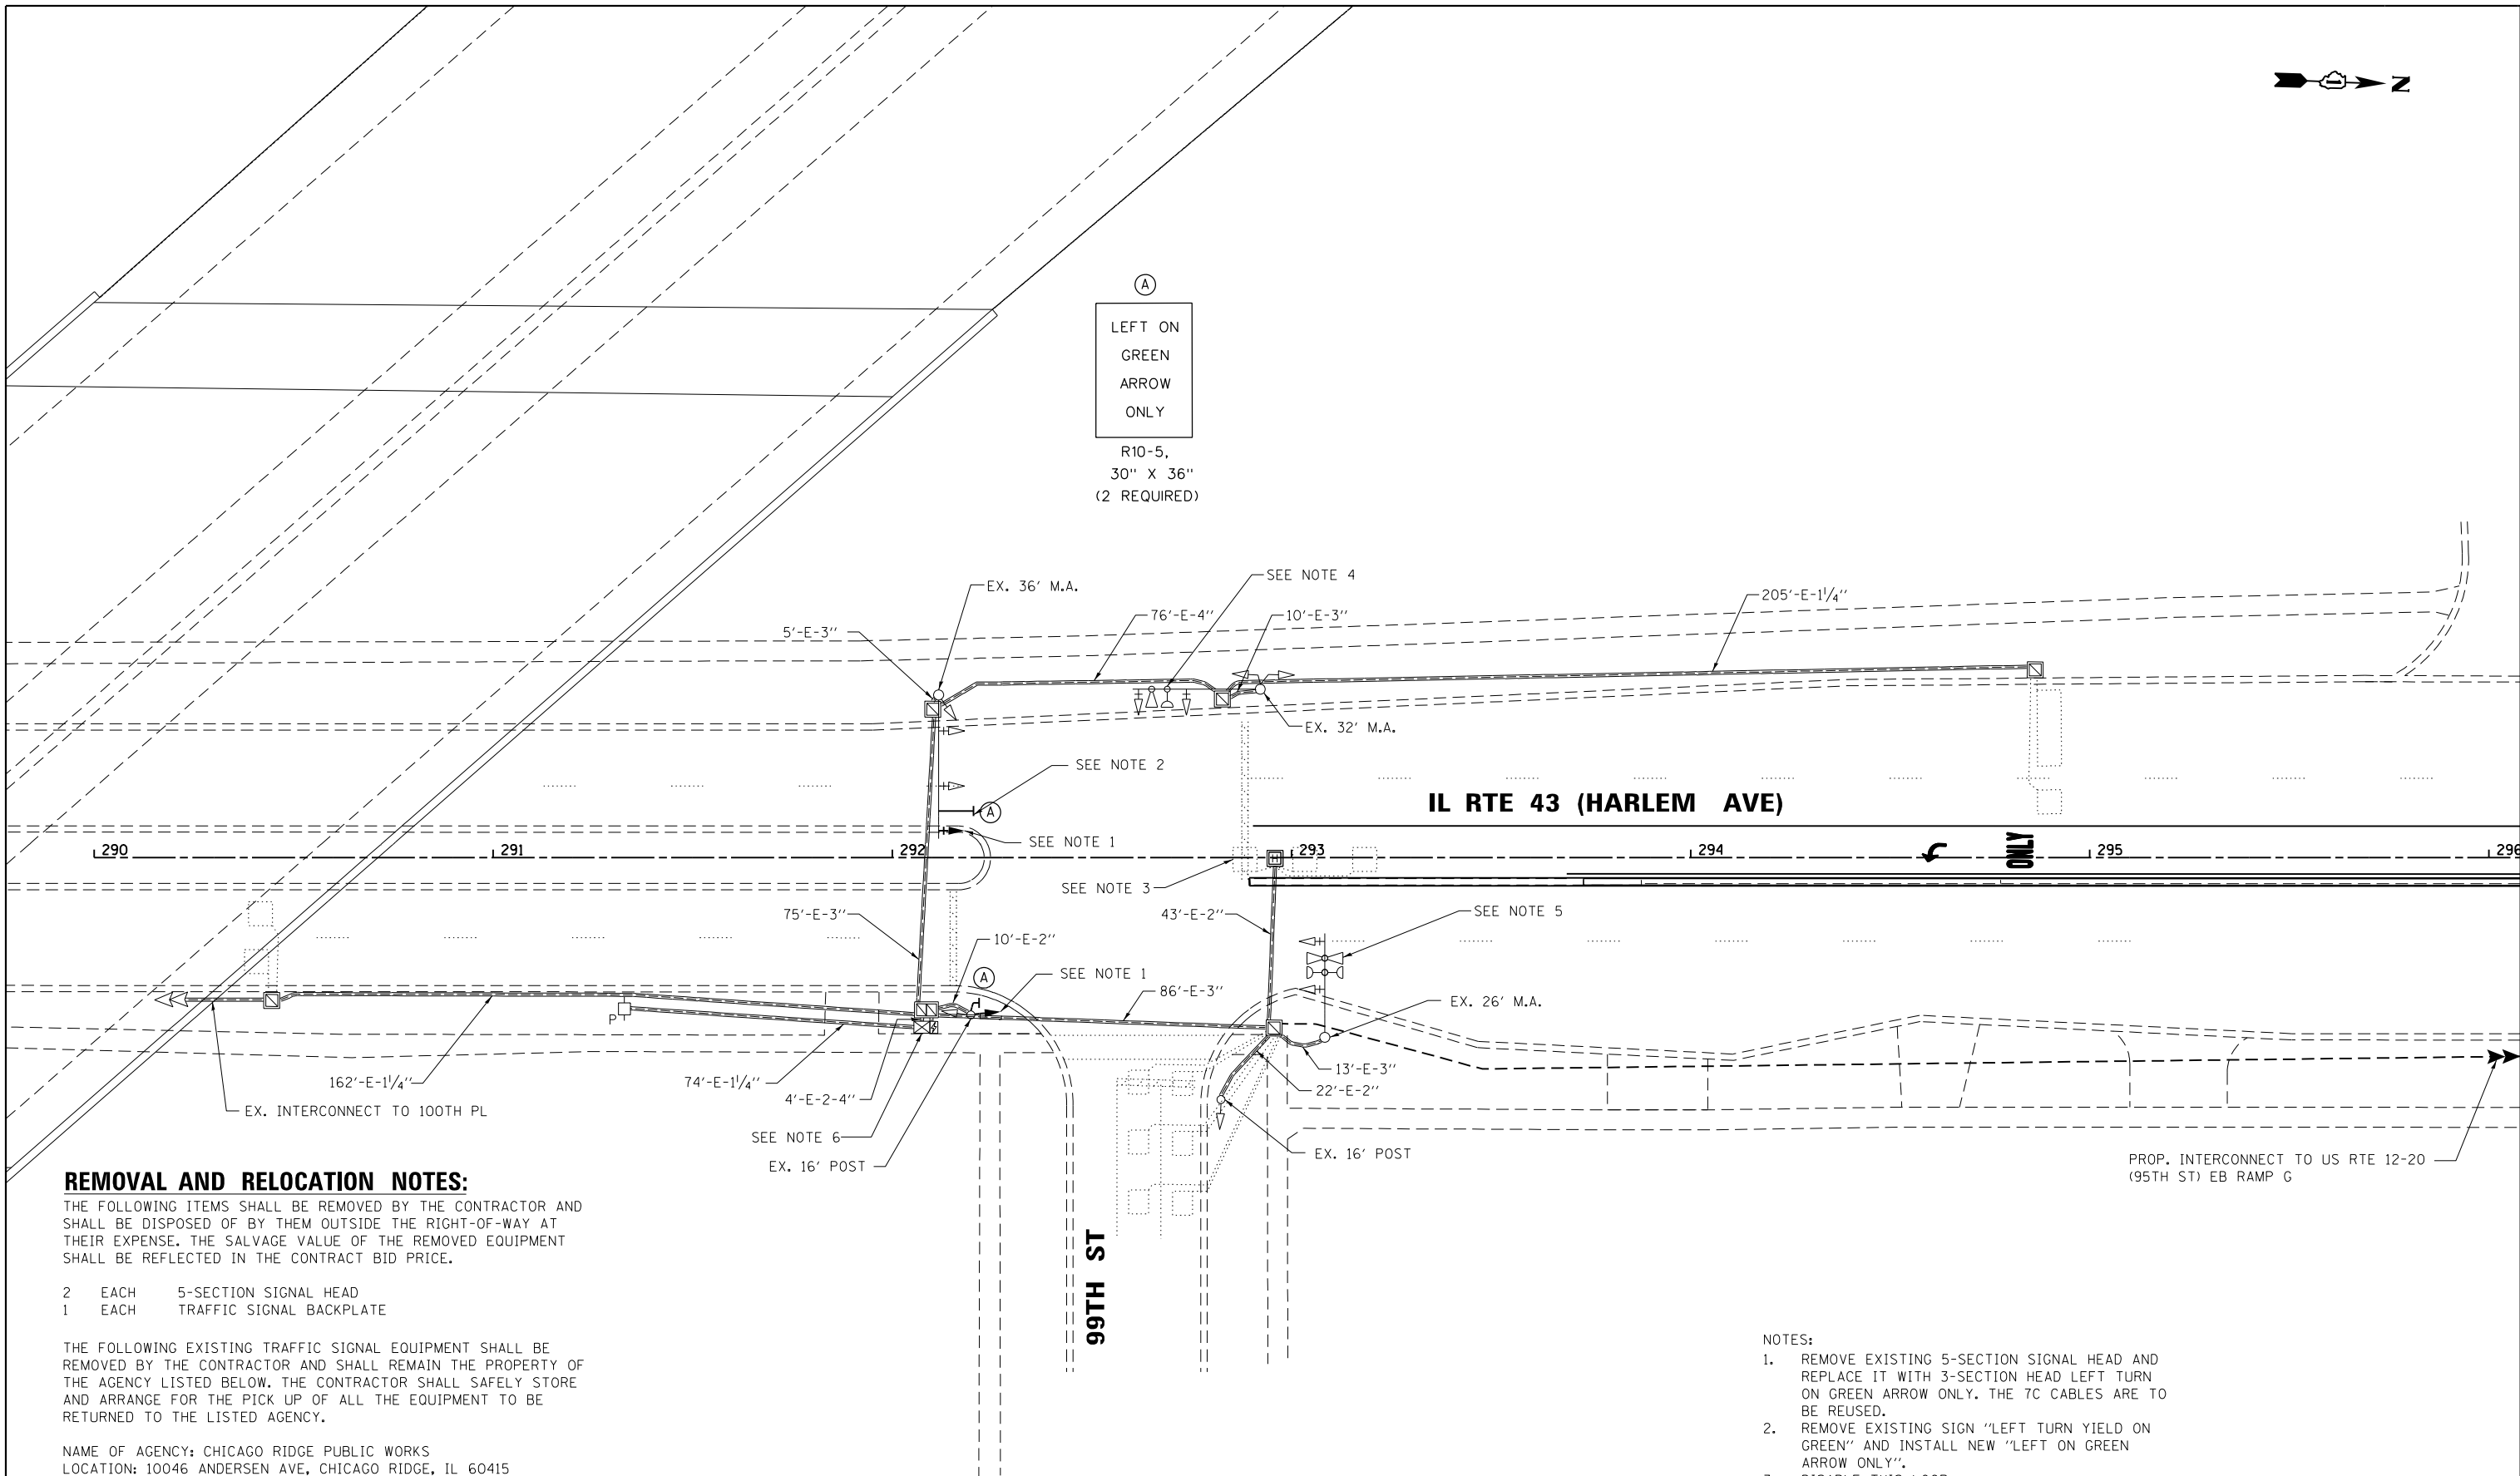 N
A
LEFT ON
GREEN
ARROW
ONLY
R10-5,
30" X 36"
(2 REQUIRED)
EX. 36' M.A.
SEE NOTE 4
5'-E-3"
76'-E-4"
10'-E-3"
205'-E-1 1/4"
EX. 32' M.A.
SEE NOTE 2
A
IL RTE 43 (HARLEM AVE)
SEE NOTE 1
290
291
292
293
294
ONLY
295
296
H
SEE NOTE 3
75'-E-3"
43'-E-2"
SEE NOTE 5
10'-E-2"
A
SEE NOTE 1
86'-E-3"
EX. 26' M.A.
P
162'-E-1 1/4"
74'-E-1 1/4"
4'-E-2-4"
13'-E-3"
22'-E-2"
EX. INTERCONNECT TO 100TH PL
SEE NOTE 6
EX. 16' POST
EX. 16' POST
PROP. INTERCONNECT TO US RTE 12-20
(95TH ST) EB RAMP G
99TH ST
REMOVAL AND RELOCATION NOTES:
THE FOLLOWING ITEMS SHALL BE REMOVED BY THE CONTRACTOR AND
SHALL BE DISPOSED OF BY THEM OUTSIDE THE RIGHT-OF-WAY AT
THEIR EXPENSE. THE SALVAGE VALUE OF THE REMOVED EQUIPMENT
SHALL BE REFLECTED IN THE CONTRACT BID PRICE.
2 EACH 5-SECTION SIGNAL HEAD
1 EACH TRAFFIC SIGNAL BACKPLATE
THE FOLLOWING EXISTING TRAFFIC SIGNAL EQUIPMENT SHALL BE
REMOVED BY THE CONTRACTOR AND SHALL REMAIN THE PROPERTY OF
THE AGENCY LISTED BELOW. THE CONTRACTOR SHALL SAFELY STORE
AND ARRANGE FOR THE PICK UP OF ALL THE EQUIPMENT TO BE
RETURNED TO THE LISTED AGENCY.
NAME OF AGENCY: CHICAGO RIDGE PUBLIC WORKS
LOCATION: 10046 ANDERSEN AVE, CHICAGO RIDGE, IL 60415
NOTES:
1. REMOVE EXISTING 5-SECTION SIGNAL HEAD AND
REPLACE IT WITH 3-SECTION HEAD LEFT TURN
ON GREEN ARROW ONLY. THE 7C CABLES ARE TO
BE REUSED.
2. REMOVE EXISTING SIGN "LEFT TURN YIELD ON
GREEN" AND INSTALL NEW "LEFT ON GREEN
ARROW ONLY".